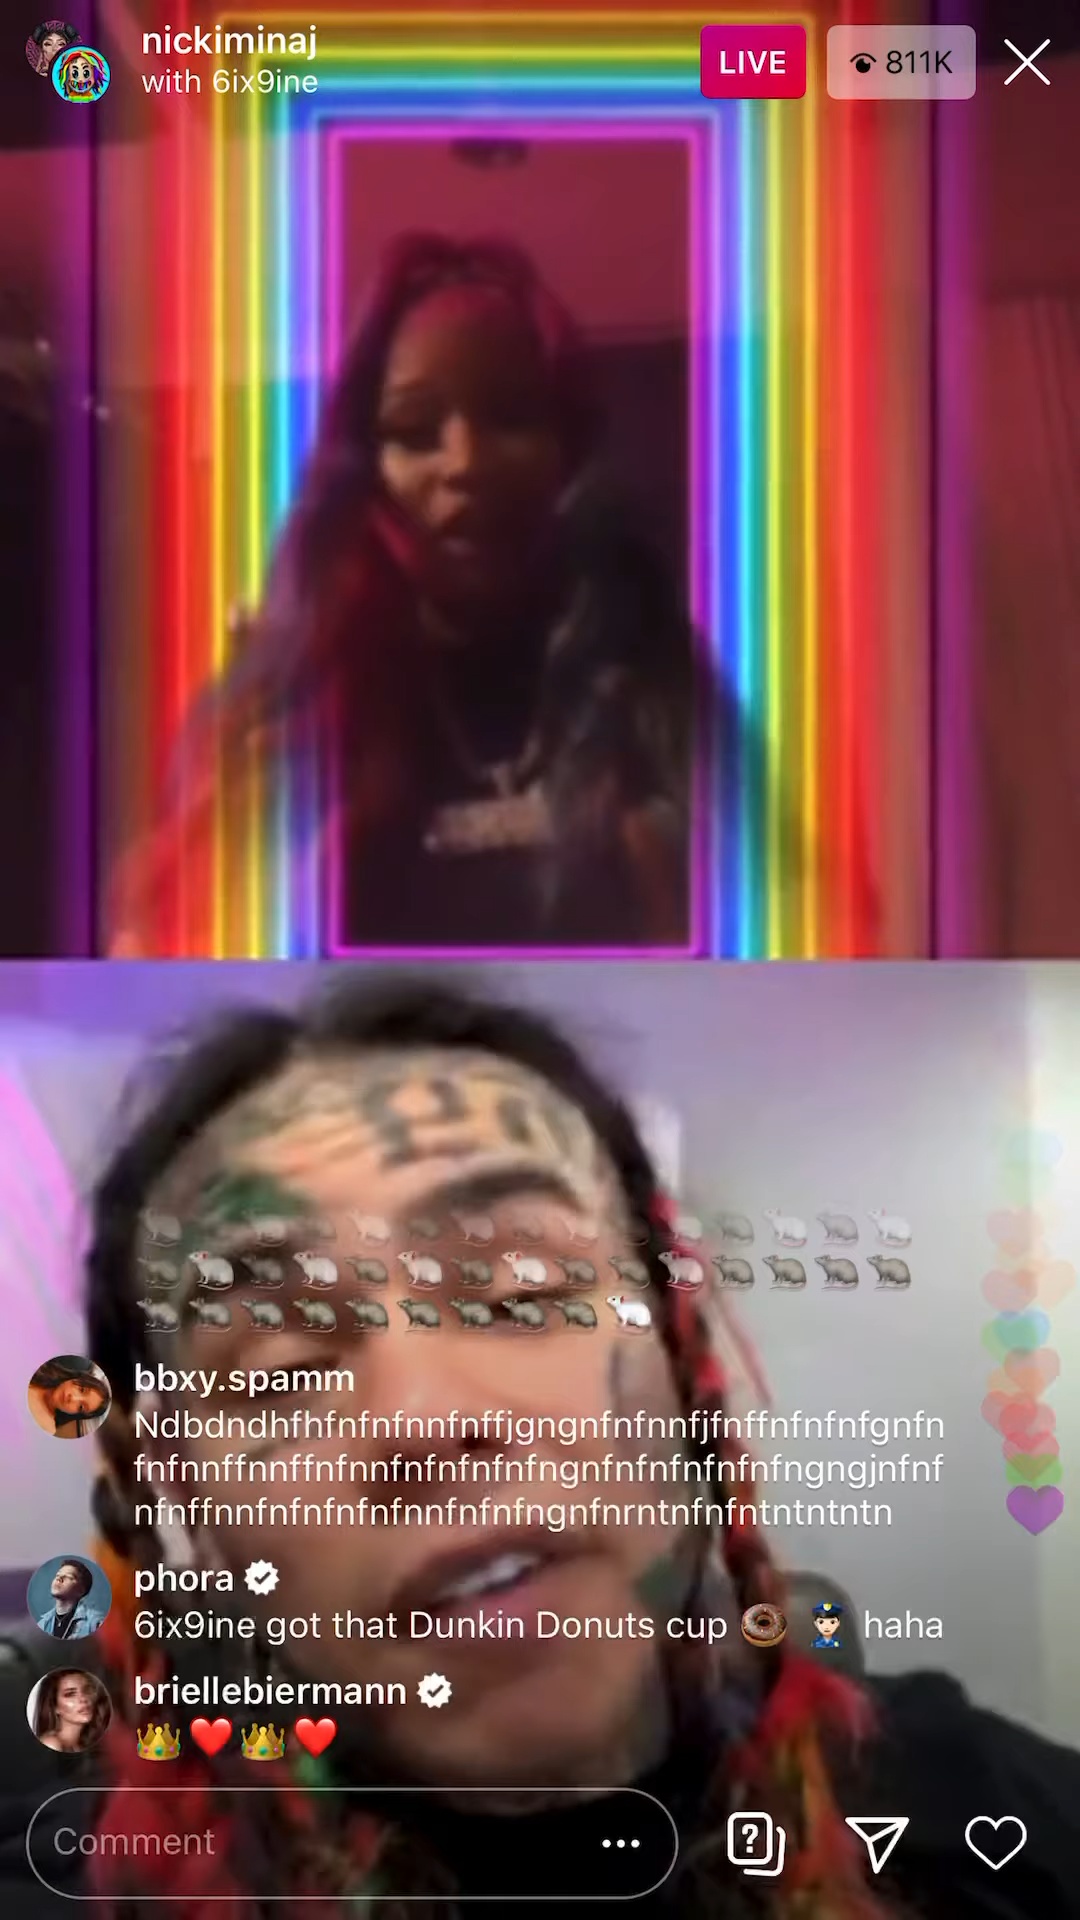 nickiminaj
with 6ix9ine
LIVE
811K
bbxy.spamm
Ndbdndhfhfnfnfnnfnffjgngnfnfnnfjfnffnfnfnfgnfn
fnfnnffnnffnfnnfnfnfnfnfngnfnfnfnfnfnfngngjnfnf
nfnffnnfnfnfnfnfnnfnfnfngnfnrntnfnfntntntntn
phora
6ix9ine got that Dunkin Donuts cup 🍩 👮🏻‍♀️ haha
briellebiermann
👑❤️👑❤️
Comment